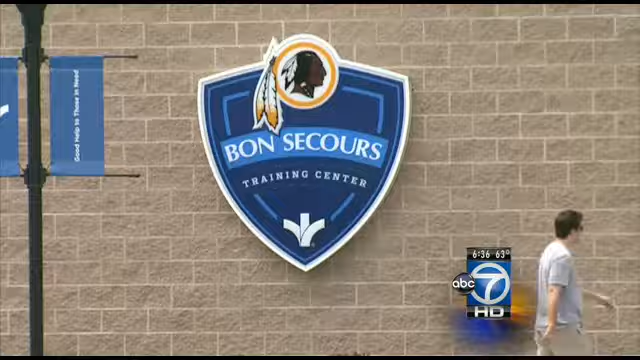 Good Help to Those in Need
BON SECOURS
TRAINING CENTER
6:36 63°
abc 7
HD